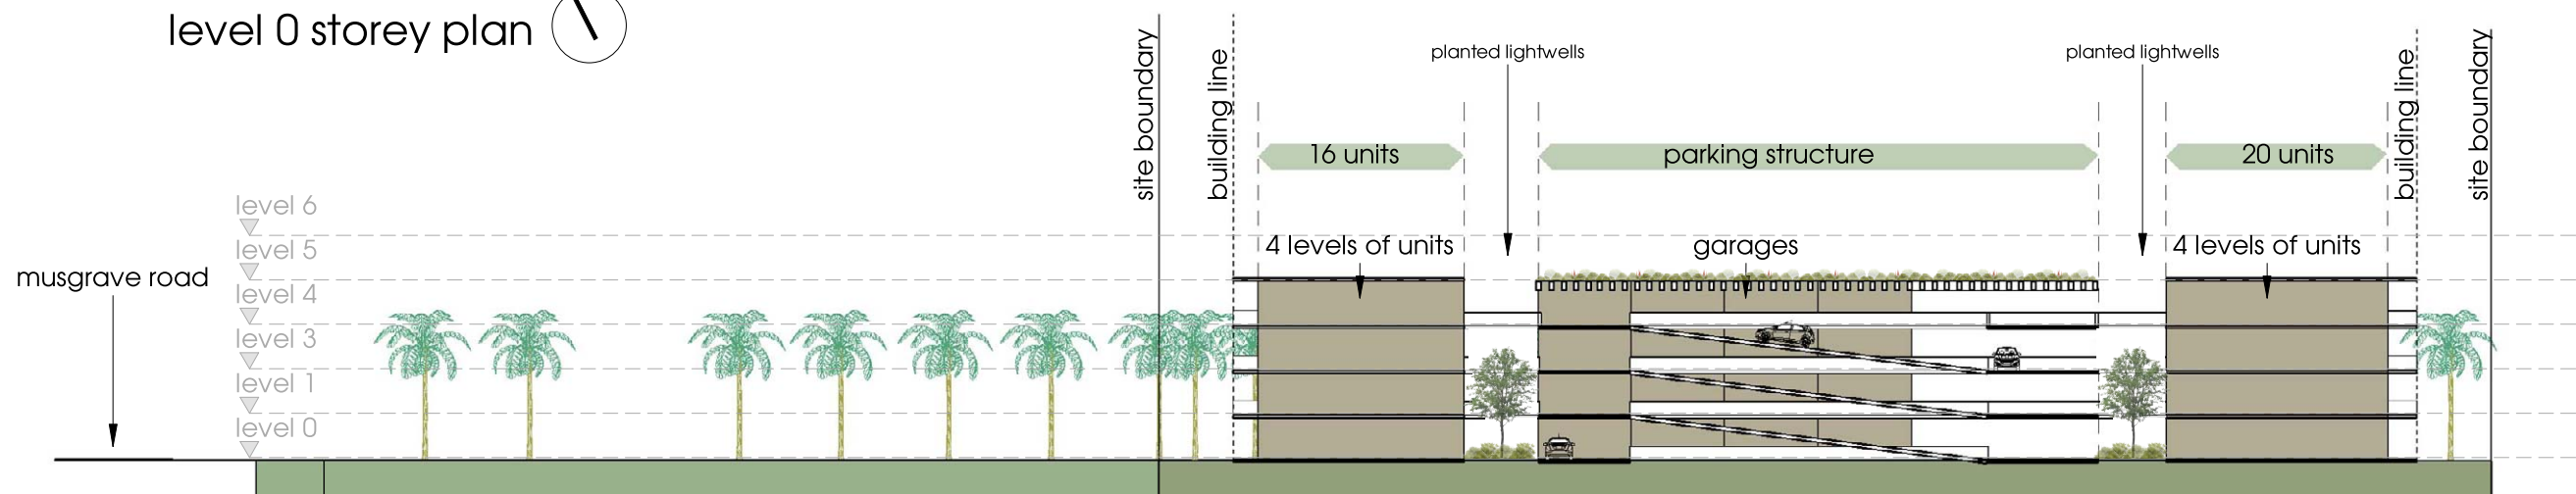 level 0 storey plan
site boundary
building line
planted lightwells
planted lightwells
building line
site boundary
16 units
parking structure
20 units
level 6
level 5
4 levels of units
garages
4 levels of units
musgrave road
level 4
level 3
level 1
level 0